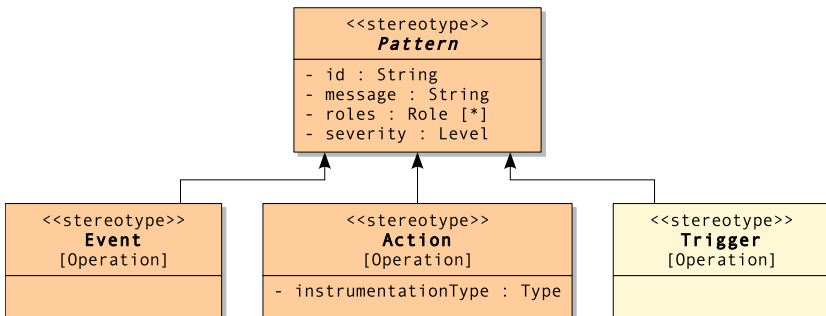 <<stereotype>>
Pattern
- id : String
- message : String
- roles : Role [*]
- severity : Level
<<stereotype>>
Event
[Operation]
<<stereotype>>
Action
[Operation]
- instrumentationType : Type
<<stereotype>>
Trigger
[Operation]